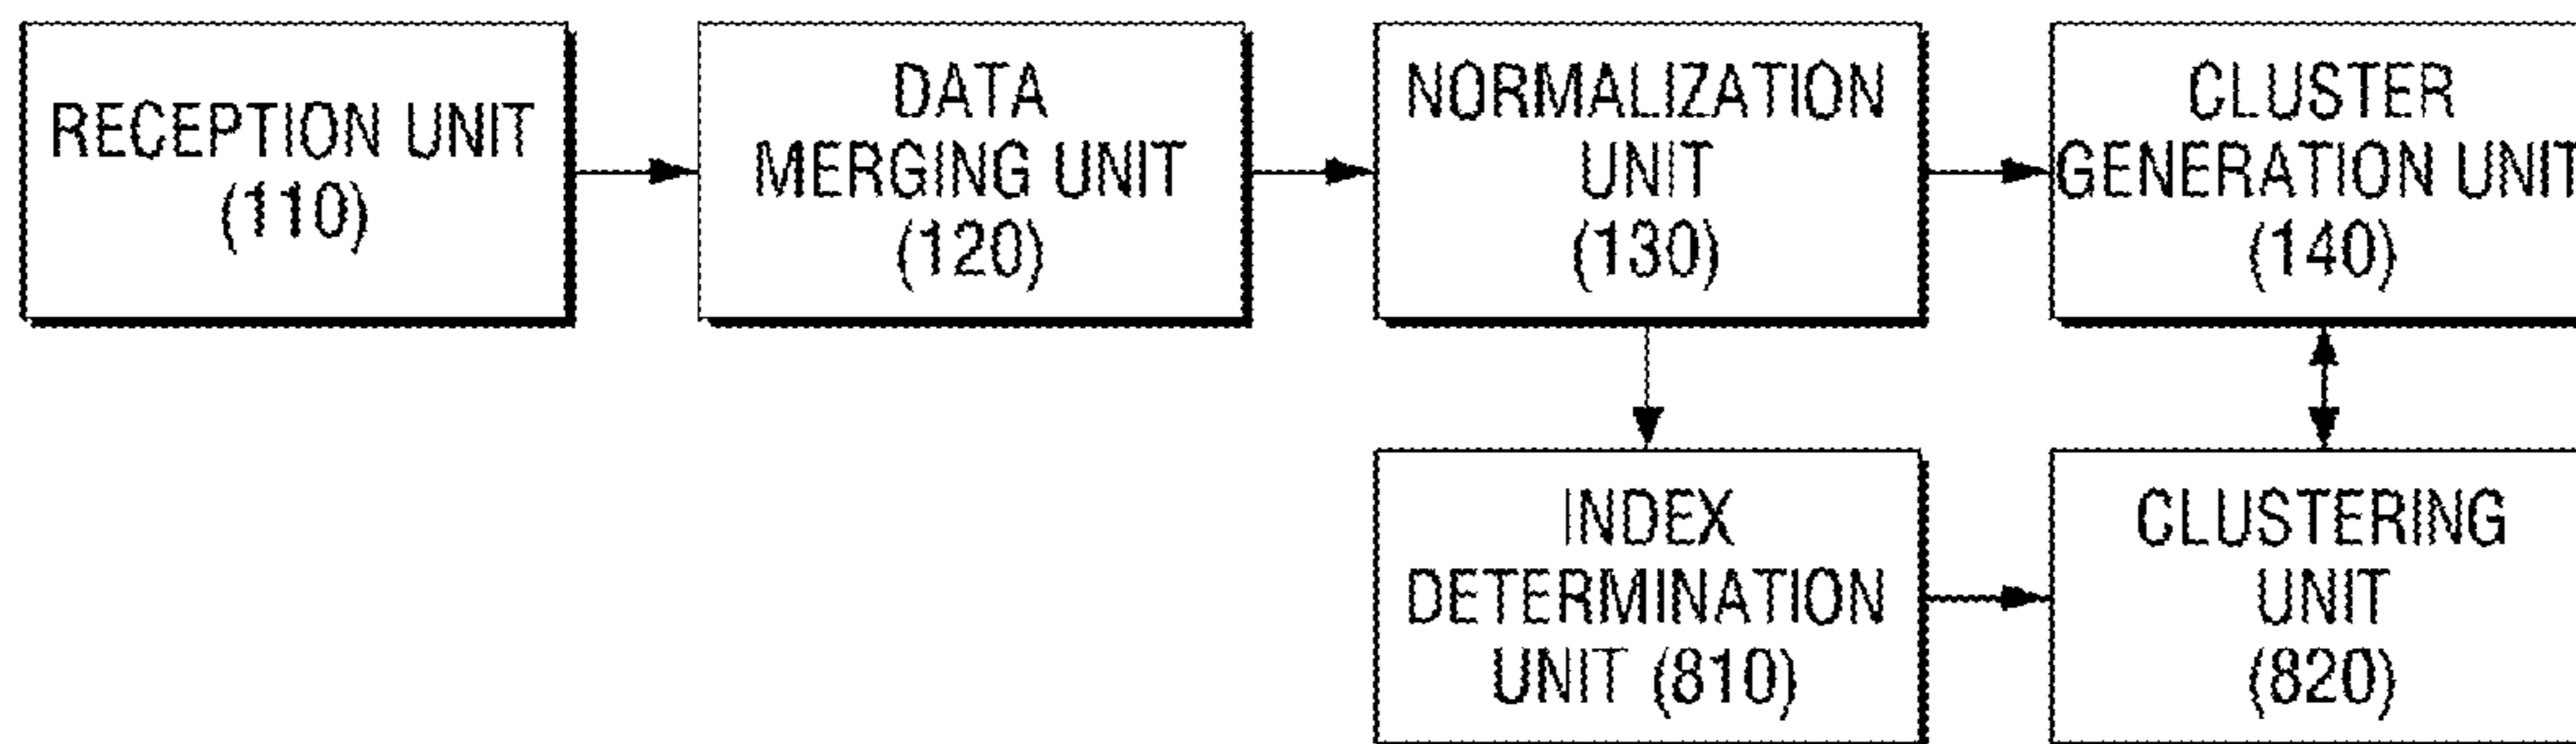 RECEPTION UNIT
(110)
DATA
MERGING UNIT
(120)
NORMALIZATION
UNIT
(130)
CLUSTER
GENERATION UNIT
(140)
INDEX
DETERMINATION
UNIT (810)
CLUSTERING
UNIT
(820)